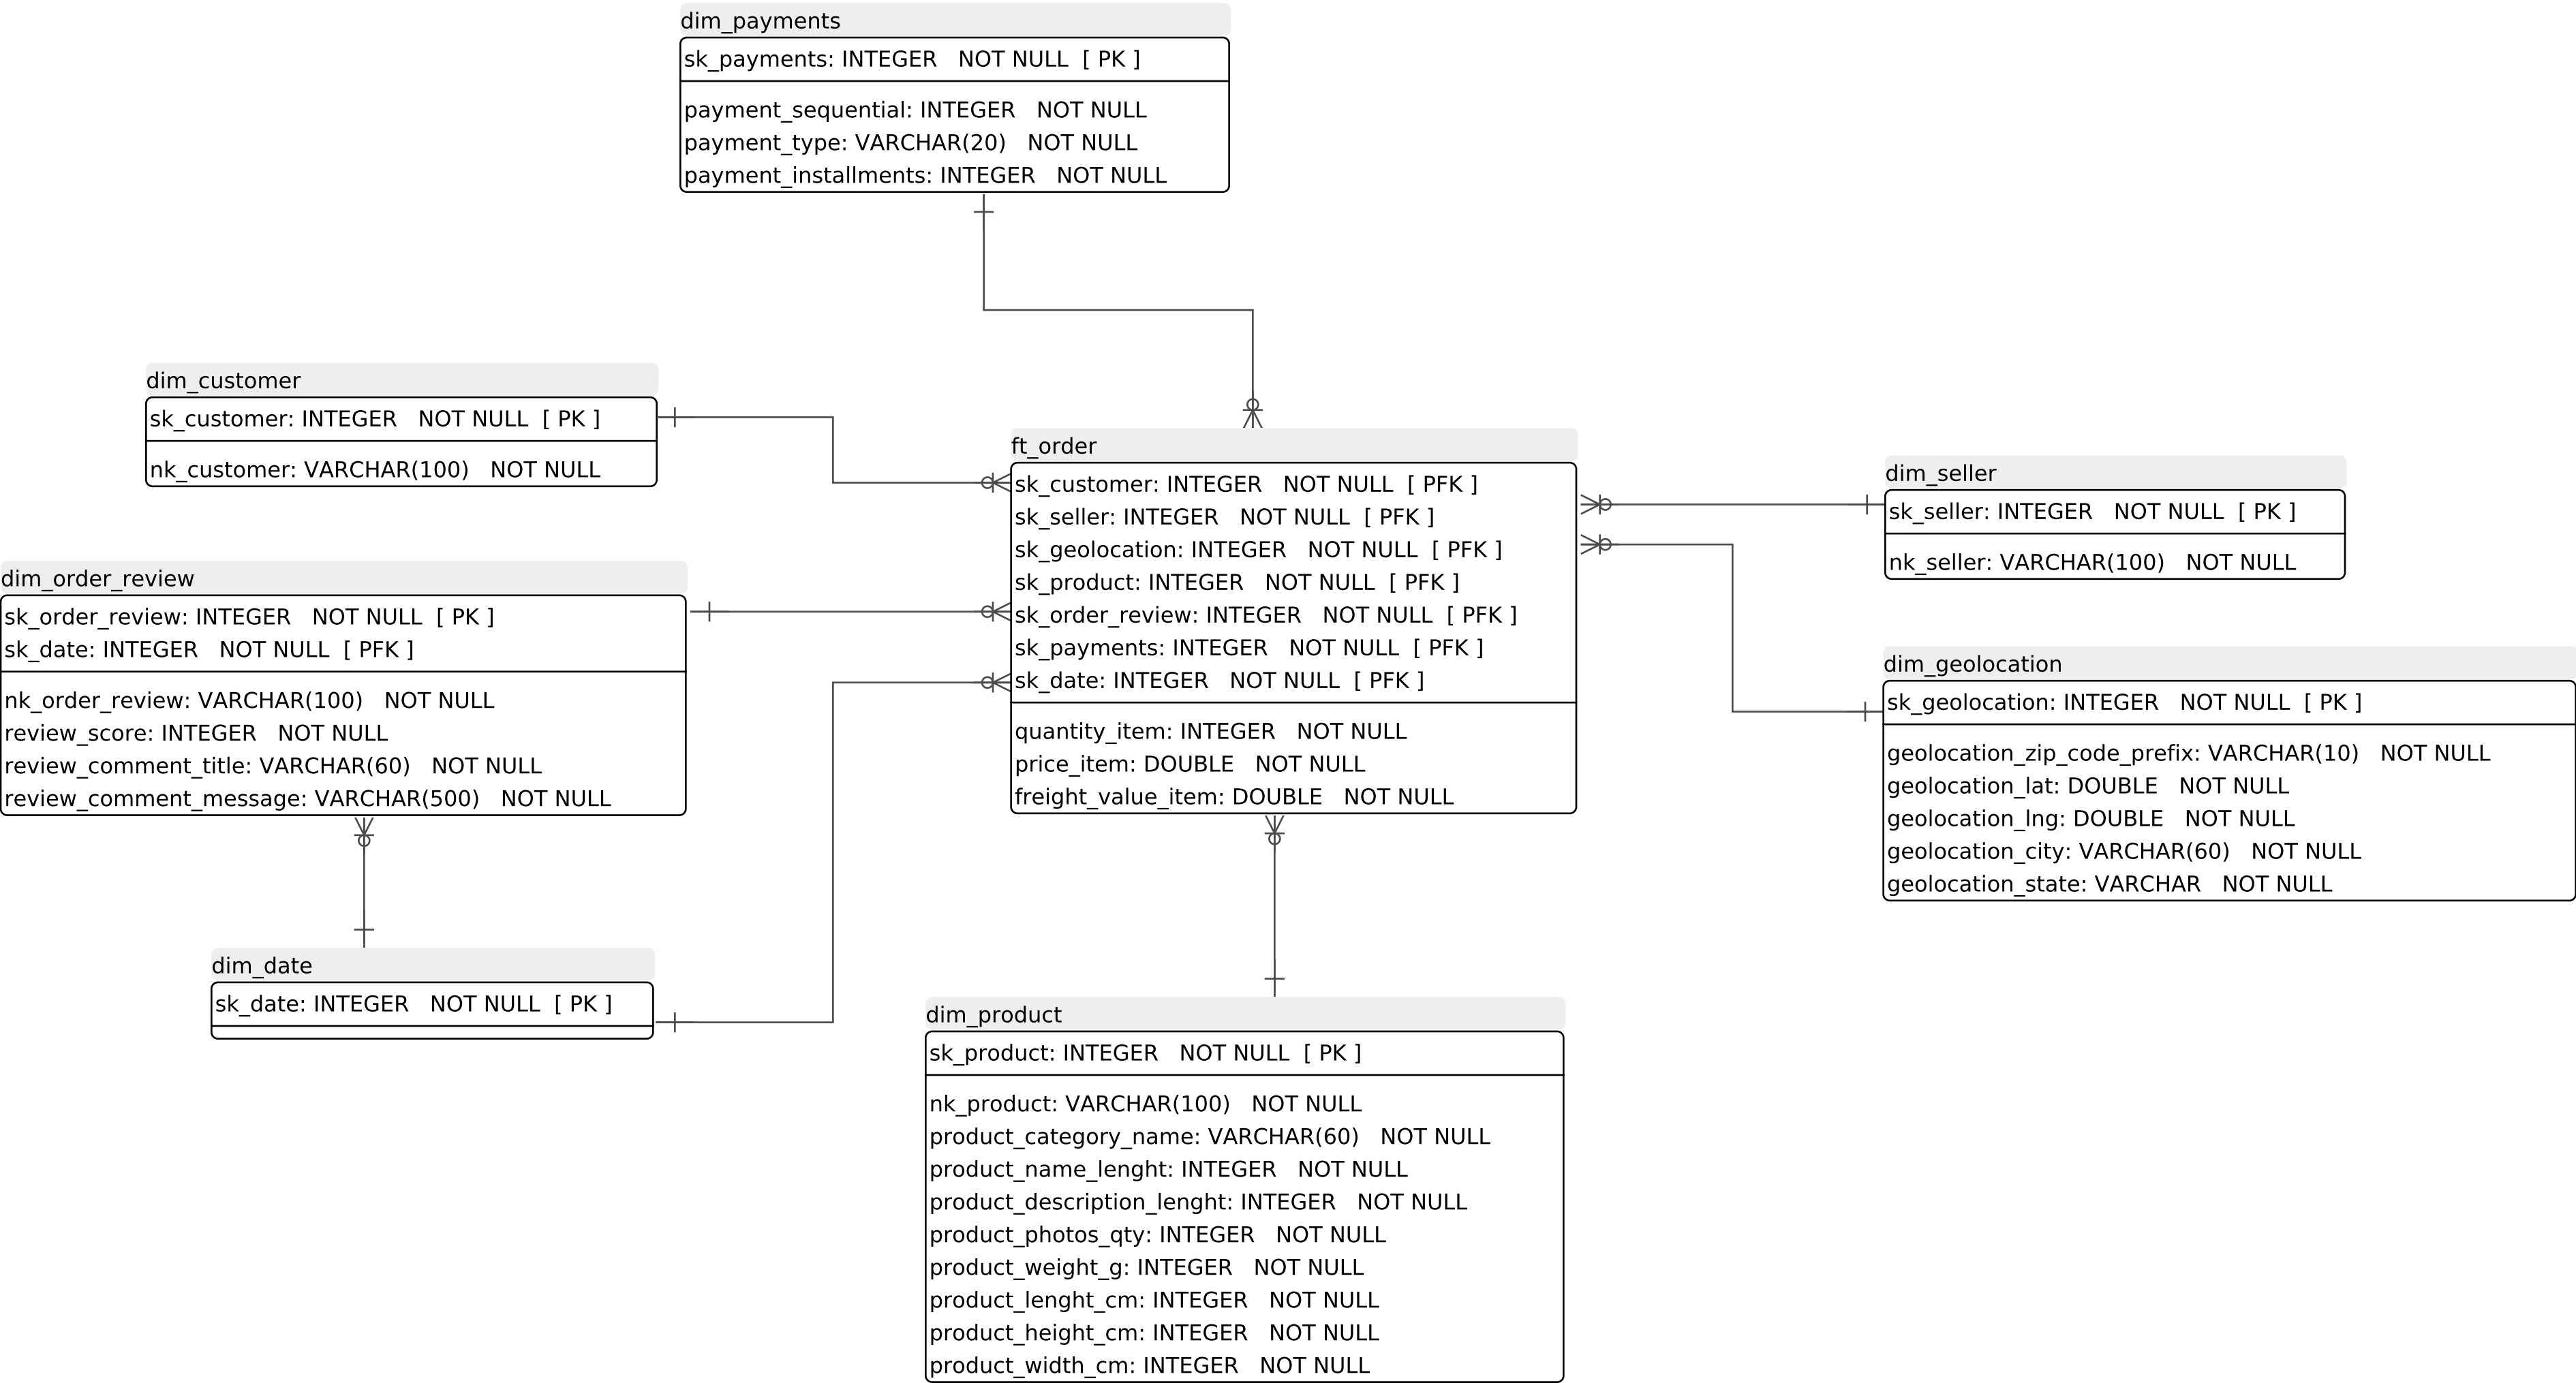 dim_payments
sk_payments: INTEGER NOT NULL [ PK ]
payment_sequential: INTEGER NOT NULL
payment_type: VARCHAR(20) NOT NULL
payment_installments: INTEGER NOT NULL
dim_customer
sk_customer: INTEGER NOT NULL [ PK ]
nk_customer: VARCHAR(100) NOT NULL
ft_order
sk_customer: INTEGER NOT NULL [ PFK ]
sk_seller: INTEGER NOT NULL [ PFK ]
sk_geolocation: INTEGER NOT NULL [ PFK ]
sk_product: INTEGER NOT NULL [ PFK ]
sk_order_review: INTEGER NOT NULL [ PFK ]
sk_payments: INTEGER NOT NULL [ PFK ]
sk_date: INTEGER NOT NULL [ PFK ]
quantity_item: INTEGER NOT NULL
price_item: DOUBLE NOT NULL
freight_value_item: DOUBLE NOT NULL
dim_seller
sk_seller: INTEGER NOT NULL [ PK ]
nk_seller: VARCHAR(100) NOT NULL
dim_order_review
sk_order_review: INTEGER NOT NULL [ PK ]
sk_date: INTEGER NOT NULL [ PFK ]
nk_order_review: VARCHAR(100) NOT NULL
review_score: INTEGER NOT NULL
review_comment_title: VARCHAR(60) NOT NULL
review_comment_message: VARCHAR(500) NOT NULL
dim_geolocation
sk_geolocation: INTEGER NOT NULL [ PK ]
geolocation_zip_code_prefix: VARCHAR(10) NOT NULL
geolocation_lat: DOUBLE NOT NULL
geolocation_lng: DOUBLE NOT NULL
geolocation_city: VARCHAR(60) NOT NULL
geolocation_state: VARCHAR NOT NULL
dim_date
sk_date: INTEGER NOT NULL [ PK ]
dim_product
sk_product: INTEGER NOT NULL [ PK ]
nk_product: VARCHAR(100) NOT NULL
product_category_name: VARCHAR(60) NOT NULL
product_name_lenght: INTEGER NOT NULL
product_description_lenght: INTEGER NOT NULL
product_photos_qty: INTEGER NOT NULL
product_weight_g: INTEGER NOT NULL
product_lenght_cm: INTEGER NOT NULL
product_height_cm: INTEGER NOT NULL
product_width_cm: INTEGER NOT NULL